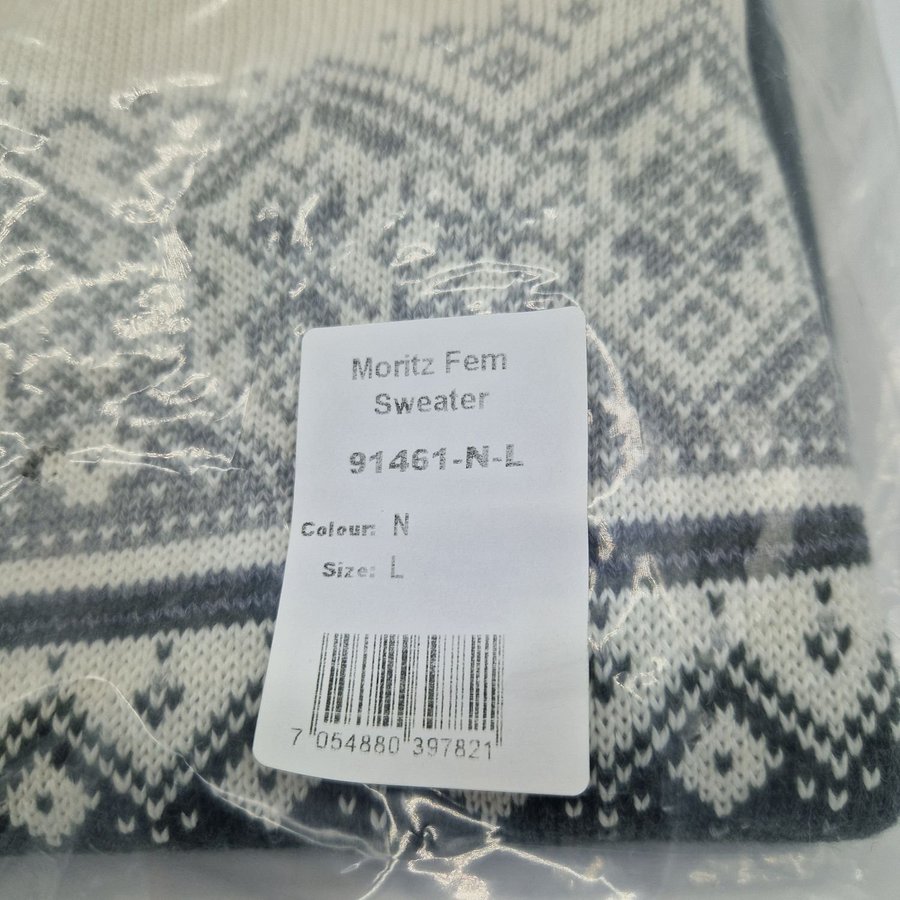 Moritz Fem
Sweater
91461-N-L
Colour: N
Size: L
7 054880 397821